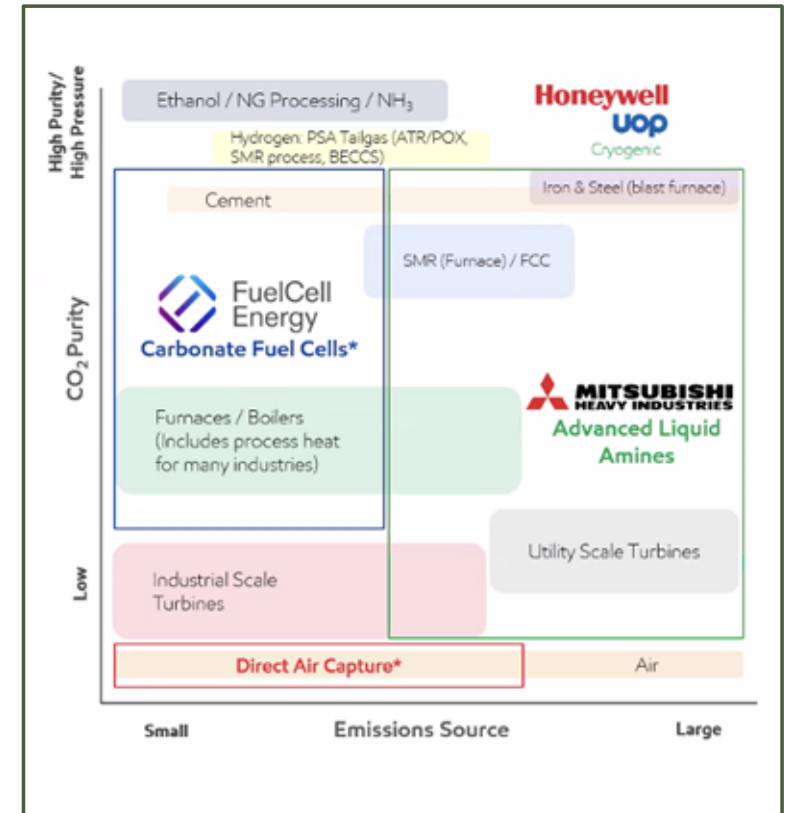 High Purity/
High Pressure
Ethanol / NG Processing / NH₃
Honeywell
UOP
Cryogenic
Hydrogen: PSA Tailgas (ATR/POX,
SMR process, BECCS)
Iron & Steel (blast furnace)
Cement
SMR (Furnace) / FCC
FuelCell
Energy
Carbonate Fuel Cells*
CO₂ Purity
MITSUBISHI
HEAVY INDUSTRIES
Advanced Liquid
Amines
Furnaces / Boilers
(Includes process heat
for many industries)
Utility Scale Turbines
Low
Industrial Scale
Turbines
Direct Air Capture*
Air
Small
Emissions Source
Large